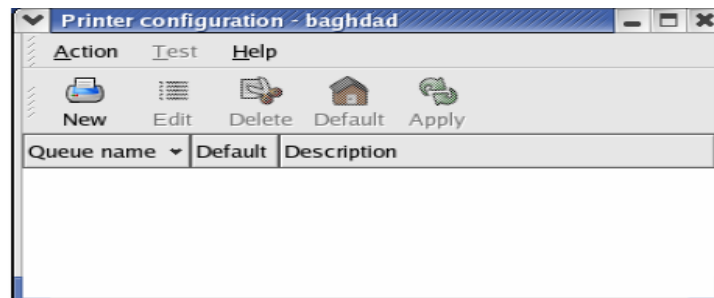 Printer configuration - baghdad
Action Test Help
New Edit Delete Default Apply
Queue name Default Description